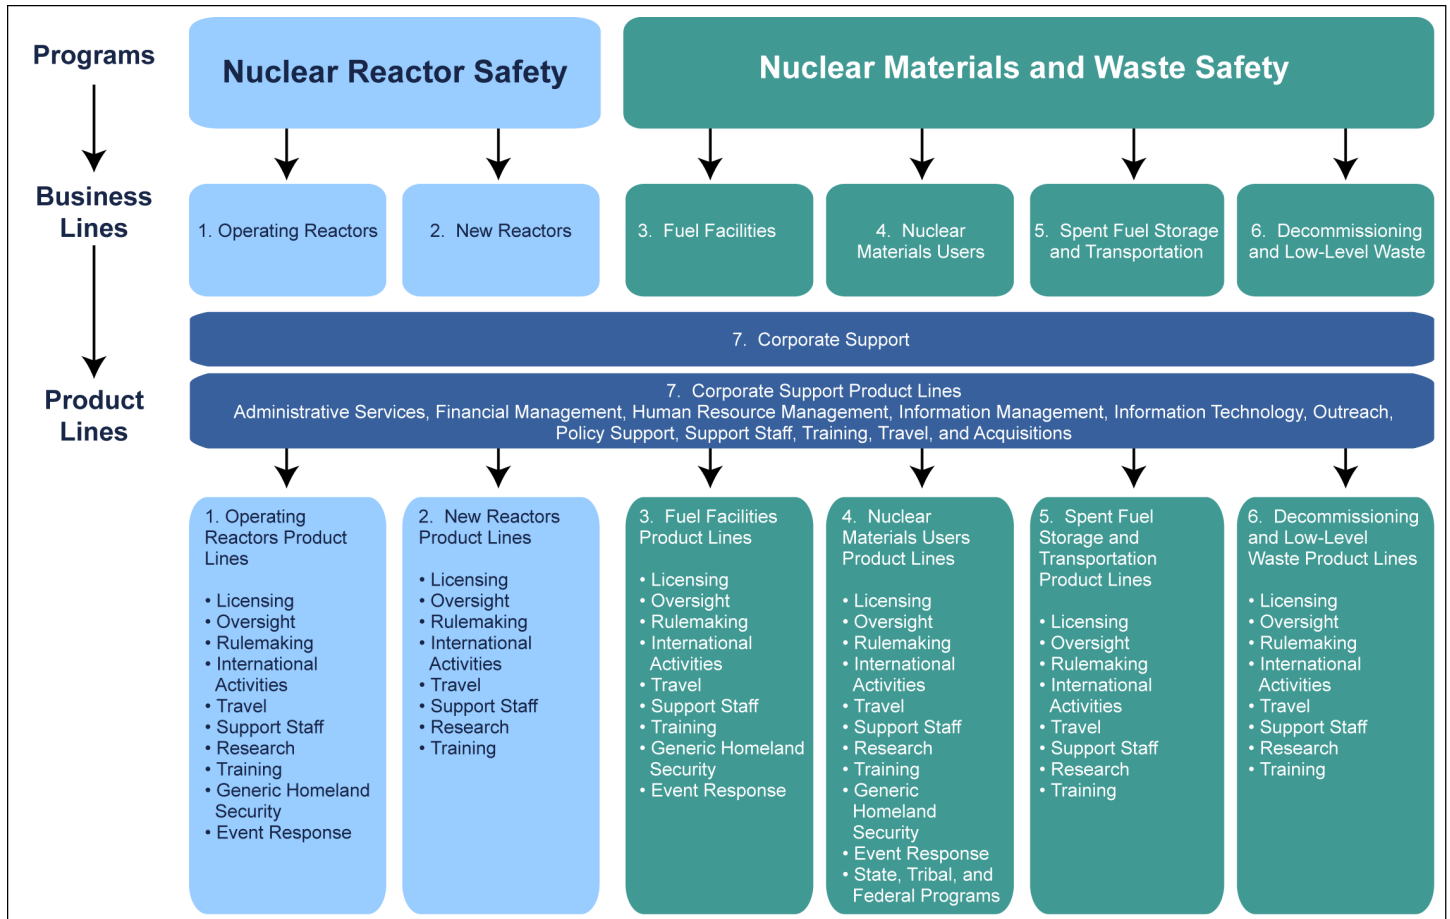 Programs
Nuclear Reactor Safety
Nuclear Materials and Waste Safety
Business
Lines
1. Operating Reactors
2.  New Reactors
3.  Fuel Facilities
4.  Nuclear
Materials Users
5.  Spent Fuel Storage
and Transportation
6.  Decommissioning
and Low-Level Waste
7.  Corporate Support
Product
Lines
7.  Corporate Support Product Lines
Administrative Services, Financial Management, Human Resource Management, Information Management, Information Technology, Outreach,
Policy Support, Support Staff, Training, Travel, and Acquisitions
1. Operating
Reactors Product
Lines
• Licensing
• Oversight
• Rulemaking
• International
Activities
• Travel
• Support Staff
• Research
• Training
• Generic Homeland
Security
• Event Response
2.  New Reactors
Product Lines
• Licensing
• Oversight
• Rulemaking
• International
Activities
• Travel
• Support Staff
• Research
• Training
3. Fuel Facilities
Product Lines
• Licensing
• Oversight
• Rulemaking
• International
Activities
• Travel
• Support Staff
• Training
• Generic Homeland
Security
• Event Response
4.  Nuclear
Materials Users
Product Lines
• Licensing
• Oversight
• Rulemaking
• International
Activities
• Travel
• Support Staff
• Research
• Training
• Generic
Homeland
Security
• Event Response
• State, Tribal, and
Federal Programs
5.  Spent Fuel
Storage and
Transportation
Product Lines
• Licensing
• Oversight
• Rulemaking
• International
Activities
• Travel
• Support Staff
• Research
• Training
6.  Decommissioning
and Low-Level
Waste Product Lines
• Licensing
• Oversight
• Rulemaking
• International
Activities
• Travel
• Support Staff
• Research
• Training